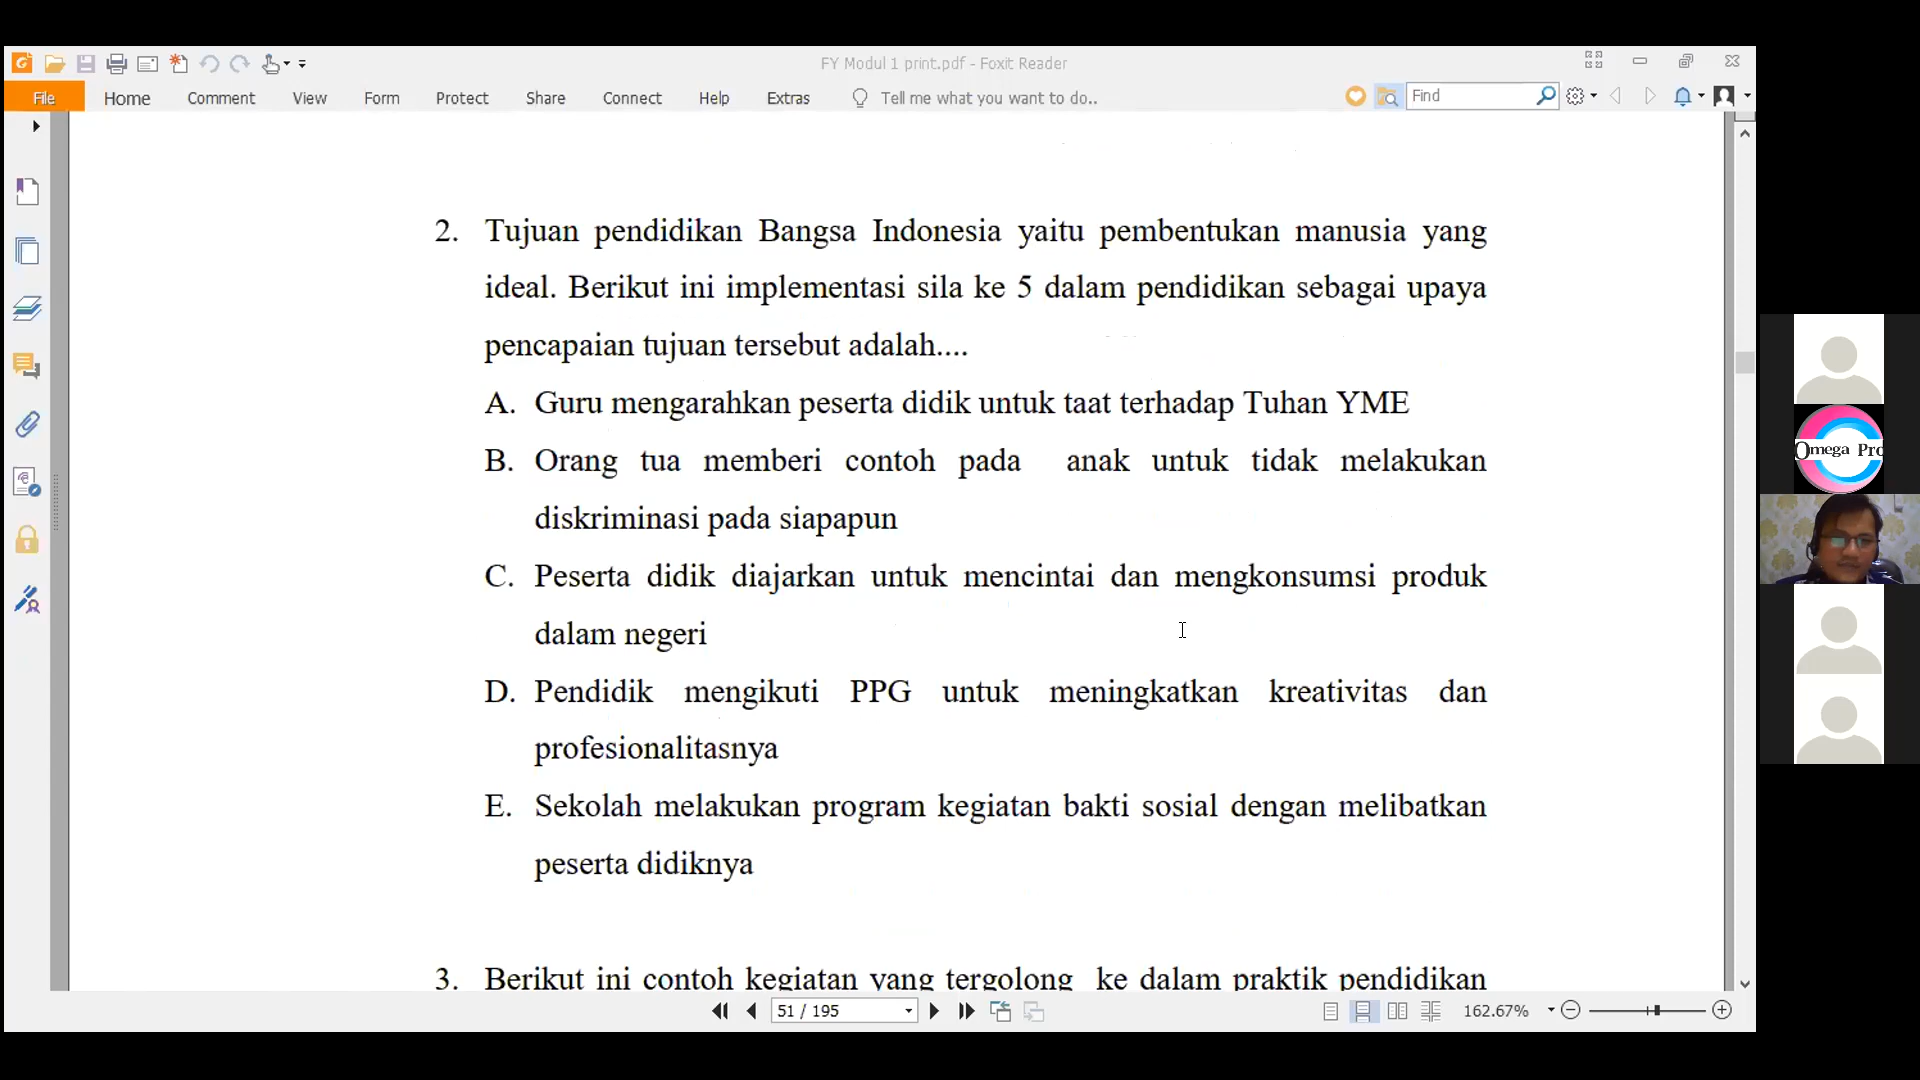 FY Modul 1 print.pdf - Foxit Reader
File Home Comment View Form Protect Share Connect Help Extras Tell me what you want to do.. Find
2. Tujuan pendidikan Bangsa Indonesia yaitu pembentukan manusia yang
ideal. Berikut ini implementasi sila ke 5 dalam pendidikan sebagai upaya
pencapaian tujuan tersebut adalah....
A. Guru mengarahkan peserta didik untuk taat terhadap Tuhan YME
B. Orang tua memberi contoh pada anak untuk tidak melakukan
diskriminasi pada siapapun
C. Peserta didik diajarkan untuk mencintai dan mengkonsumsi produk
dalam negeri
D. Pendidik mengikuti PPG untuk meningkatkan kreativitas dan
profesionalitasnya
E. Sekolah melakukan program kegiatan bakti sosial dengan melibatkan
peserta didiknya
3. Berikut ini contoh kegiatan yang tergolong ke dalam praktik pendidikan
51 / 195
162.67%
Omega Pro